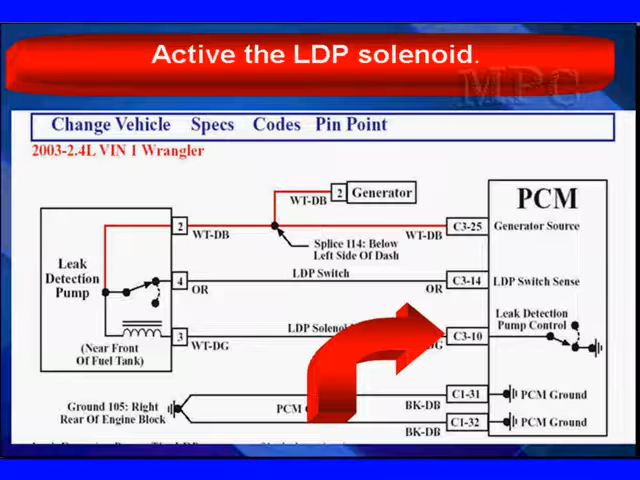 Active the LDP solenoid.
MPC
Change Vehicle Specs Codes Pin Point
2003-2.4L VIN 1 Wrangler
2 Generator
WT-DB
PCM
2
WT-DB
WT-DB
C3-25
Generator Source
Splice 114: Below
Left Side Of Dash
Leak
Detection
Pump
4
OR
LDP Switch
OR
C3-14
LDP Switch Sense
Leak Detection
Pump Control
3
WT-DG
LDP Solenoid
DG
C3-10
(Near Front
Of Fuel Tank)
Ground 105: Right
Rear Of Engine Block
PCM
BK-DB
C1-31
PCM Ground
BK-DB
C1-32
PCM Ground